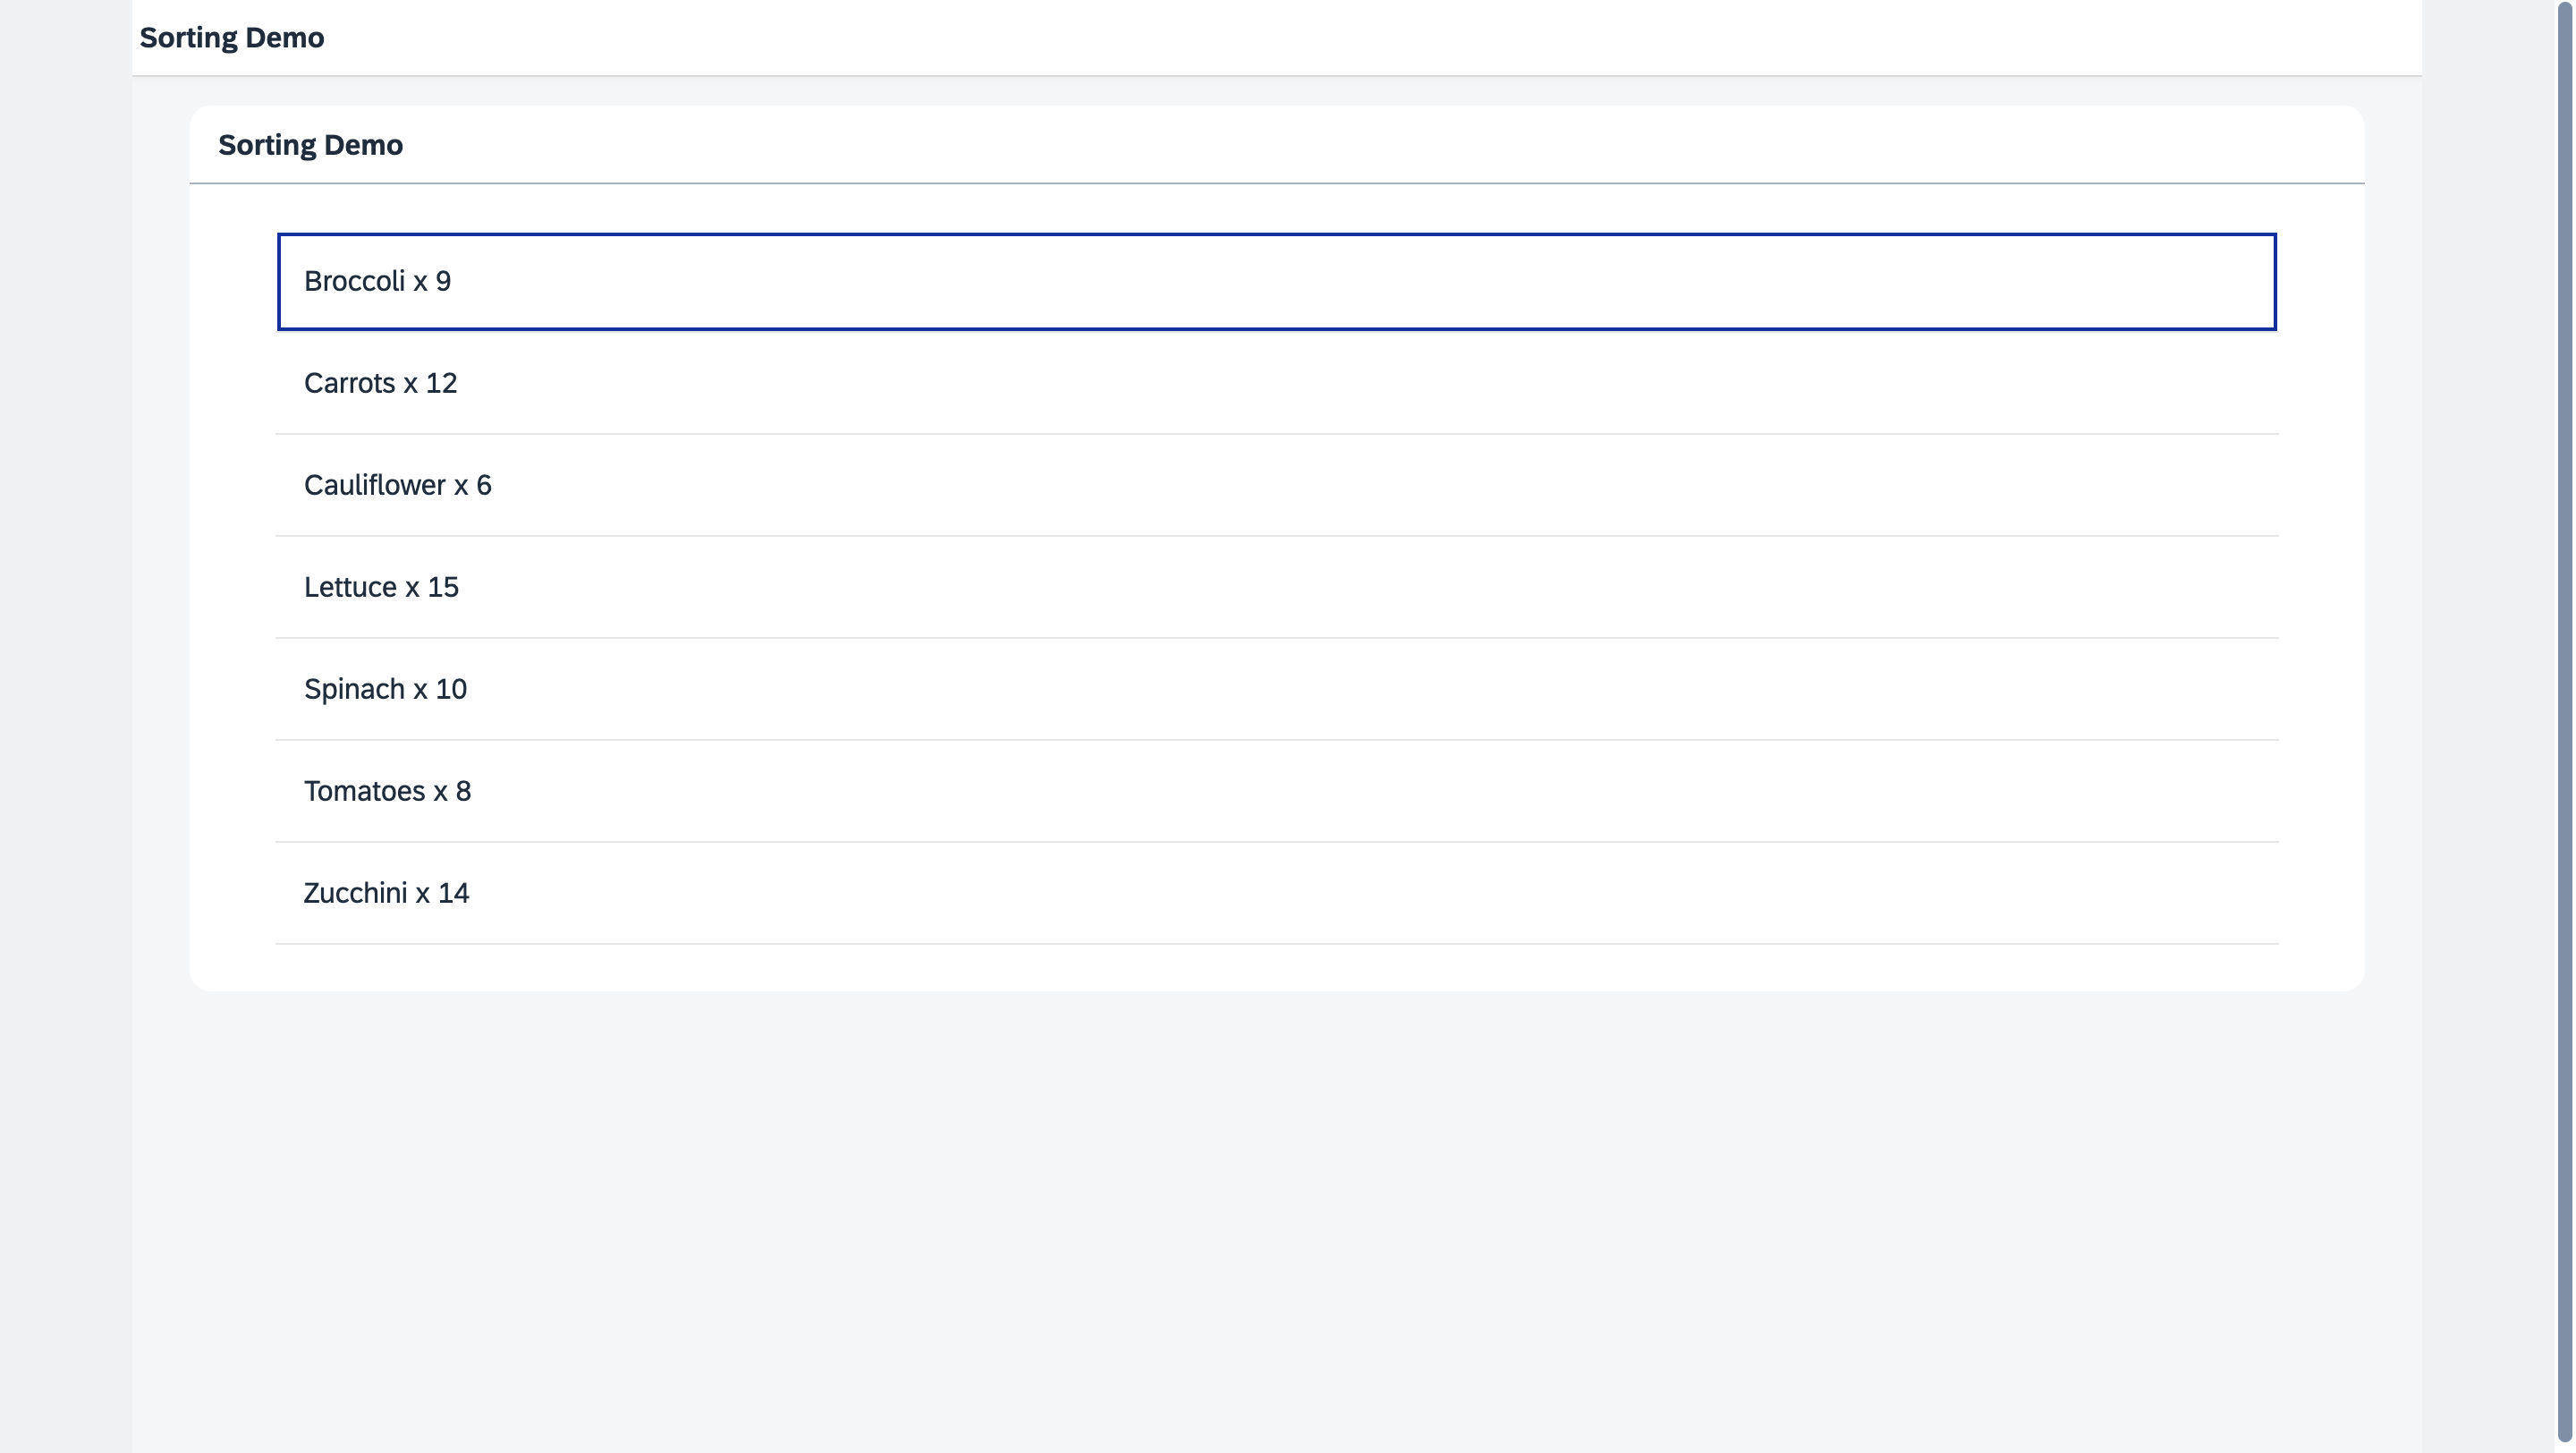 Sorting Demo
Sorting Demo
Broccoli x 9
Carrots x 12
Cauliflower x 6
Lettuce x 15
Spinach x 10
Tomatoes x 8
Zucchini x 14